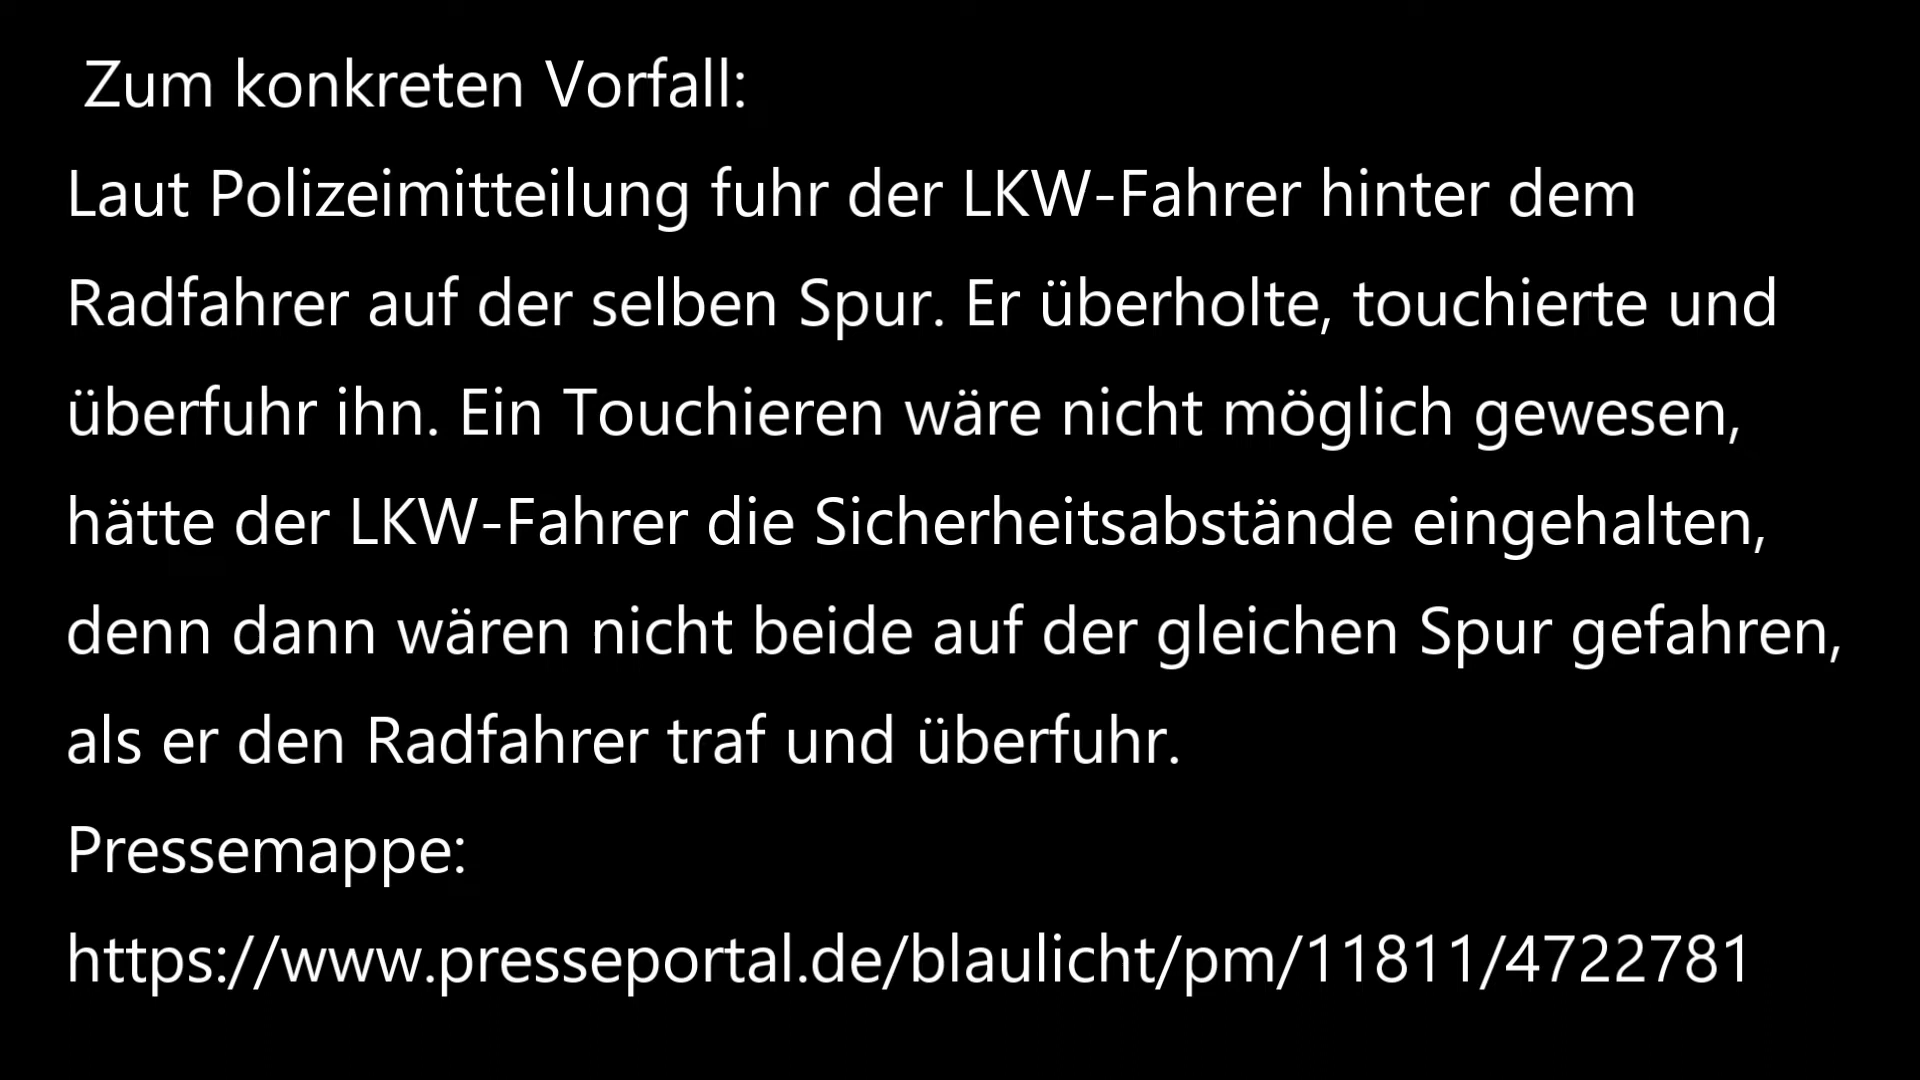 Zum konkreten Vorfall:
Laut Polizeimitteilung fuhr der LKW-Fahrer hinter dem
Radfahrer auf der selben Spur. Er überholte, touchierte und
überfuhr ihn. Ein Touchieren wäre nicht möglich gewesen,
hätte der LKW-Fahrer die Sicherheitsabstände eingehalten,
denn dann wären nicht beide auf der gleichen Spur gefahren,
als er den Radfahrer traf und überfuhr.
Pressemappe:
https://www.presseportal.de/blaulicht/pm/11811/4722781